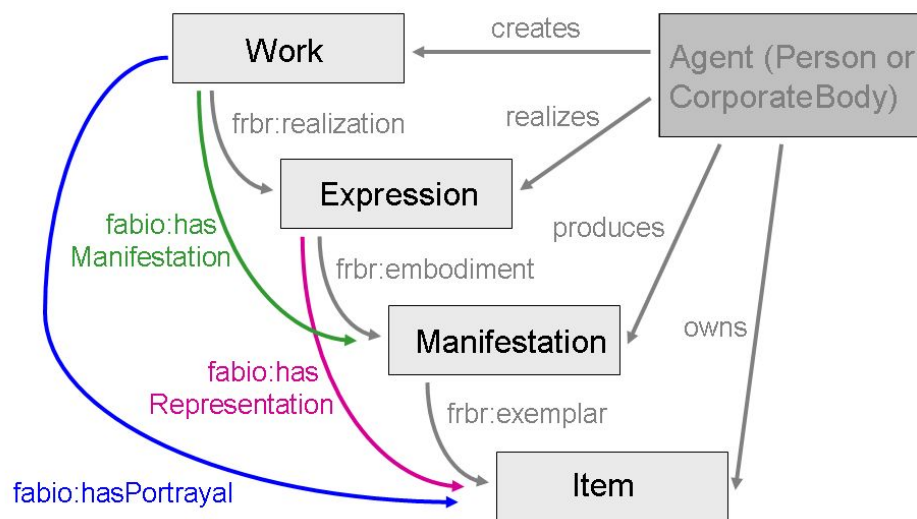 creates
Work
Agent (Person or
CorporateBody)
frbr:realization
realizes
Expression
fabio:has
Manifestation
produces
frbr:embodiment
owns
Manifestation
fabio:has
Representation
frbr:exemplar
Item
fabio:hasPortrayal